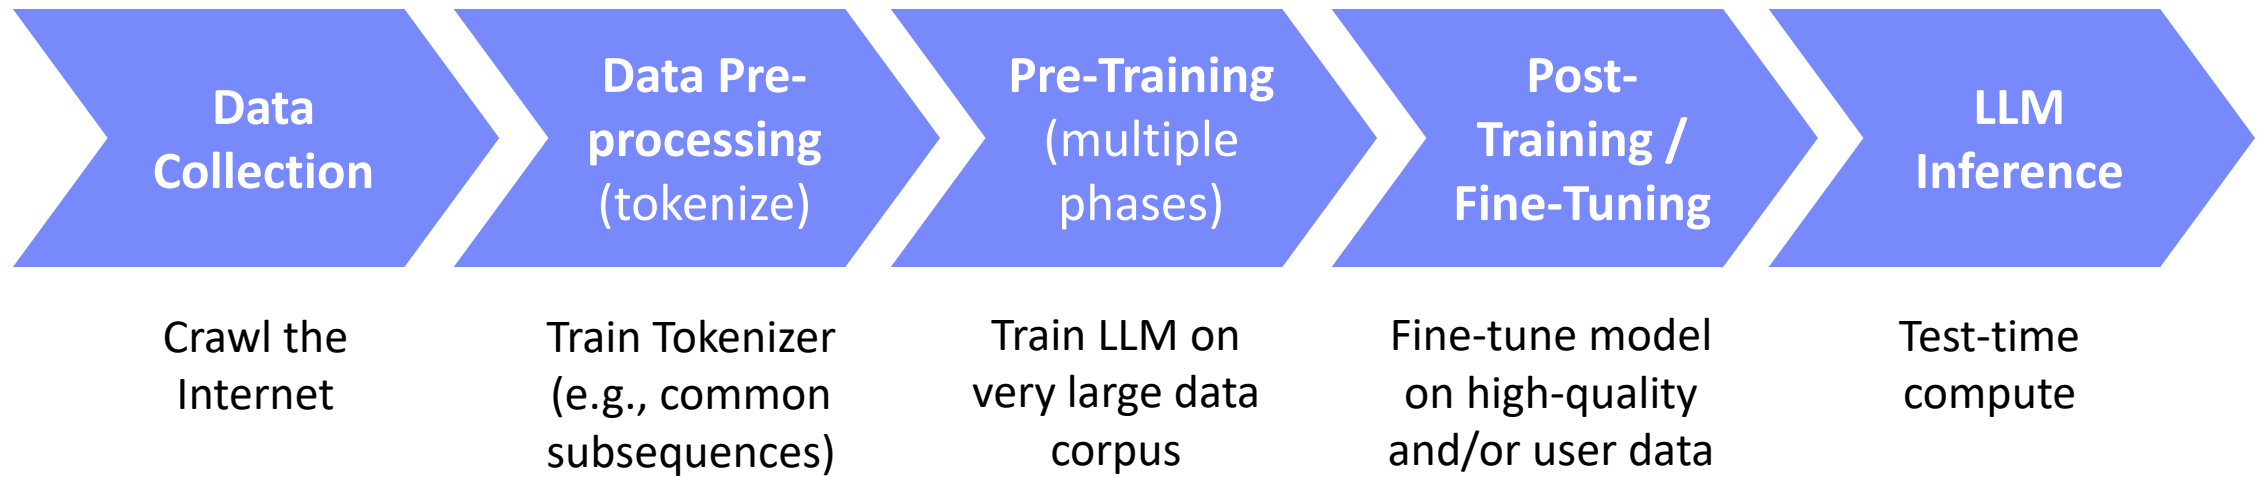 Data
Collection
Data Pre-
processing
(tokenize)
Pre-Training
(multiple
phases)
Post-
Training /
Fine-Tuning
LLM
Inference
Crawl the
Internet
Train Tokenizer
(e.g., common
subsequences)
Train LLM on
very large data
corpus
Fine-tune model
on high-quality
and/or user data
Test-time
compute